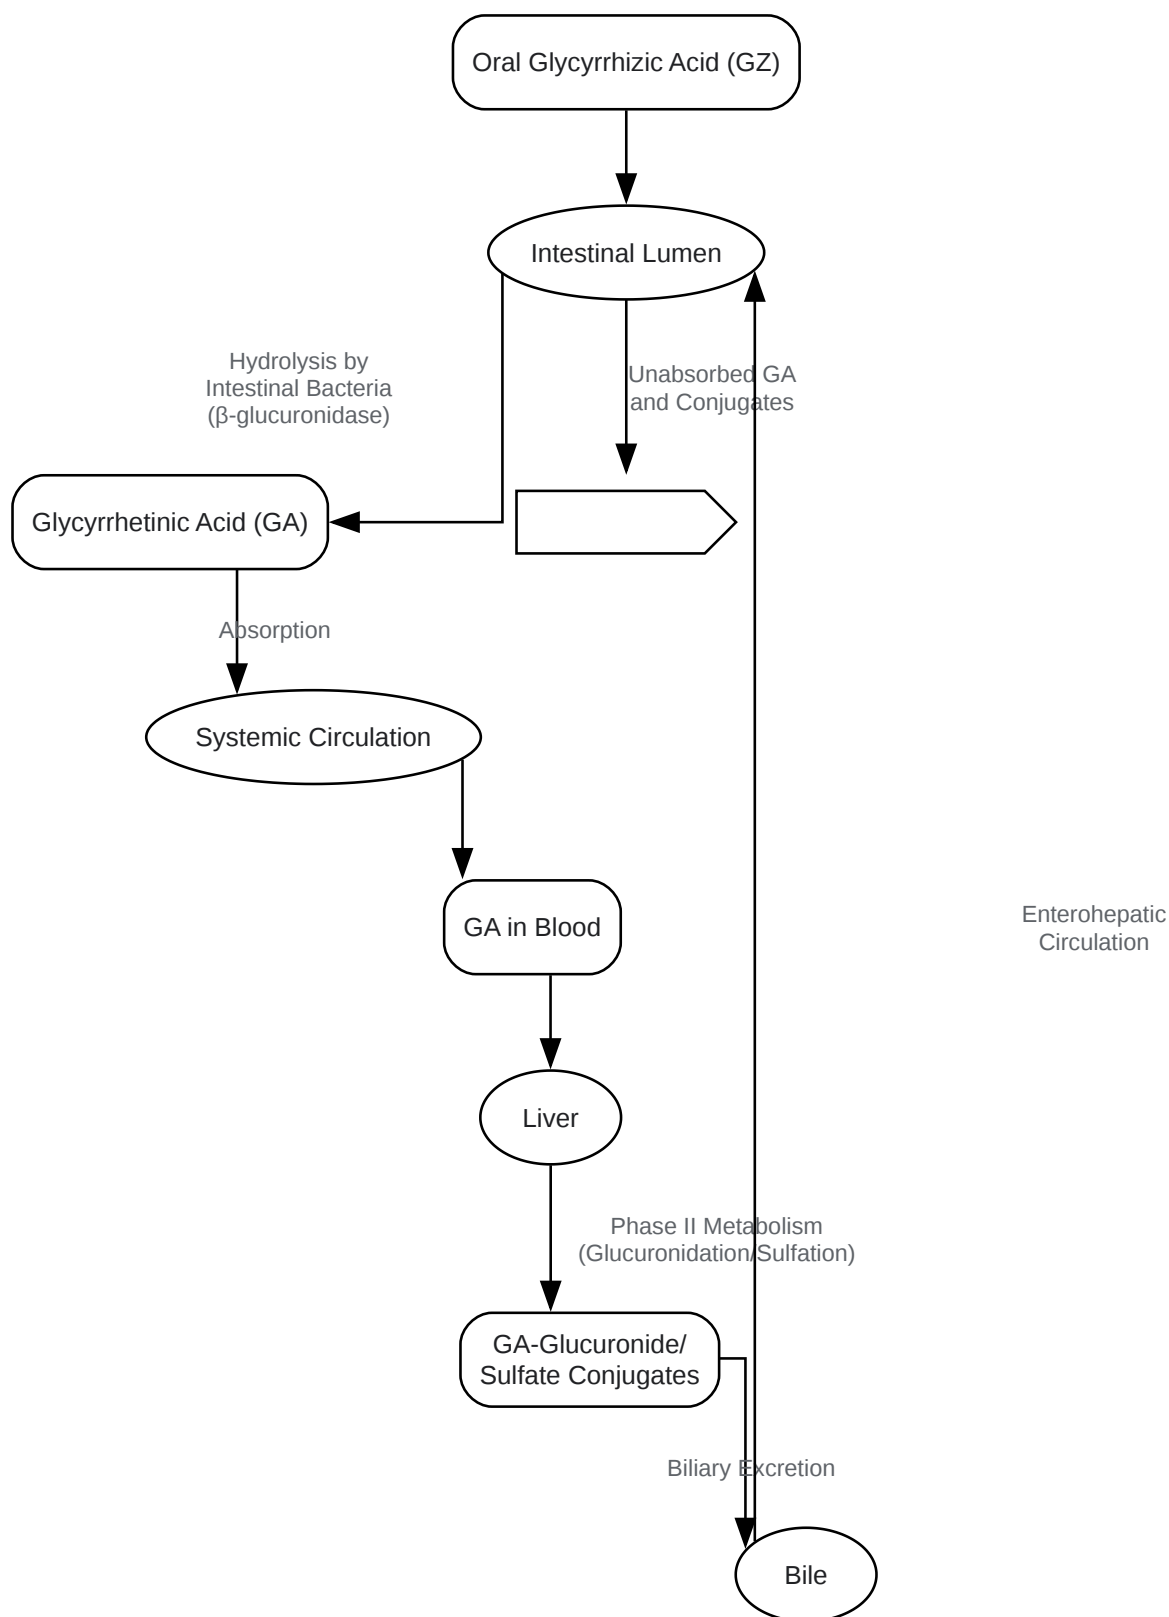 Oral Glycyrrhizic Acid (GZ)
Intestinal Lumen
Hydrolysis by
Intestinal Bacteria
(β-glucuronidase)
Unabsorbed GA
and Conjugates
Glycyrrhetinic Acid (GA)
Absorption
Systemic Circulation
GA in Blood
Enterohepatic
Circulation
Liver
Phase II Metabolism
(Glucuronidation/Sulfation)
GA-Glucuronide/
Sulfate Conjugates
Biliary Excretion
Bile